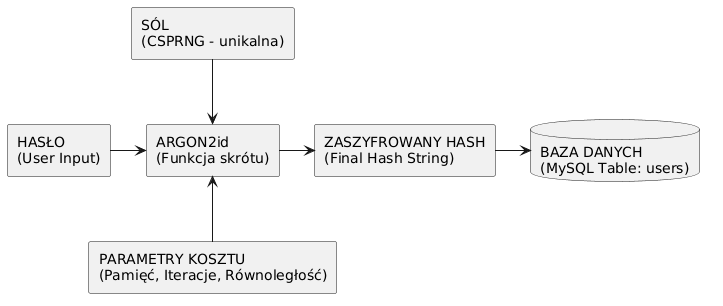 SÓL
(CSPRNG - unikalna)
HASŁO
(User Input)
ARGON2id
(Funkcja skrótu)
ZASZYFROWANY HASH
(Final Hash String)
BAZA DANYCH
(MySQL Table: users)
PARAMETRY KOSZTU
(Pamięć, Iteracje, Równoległość)